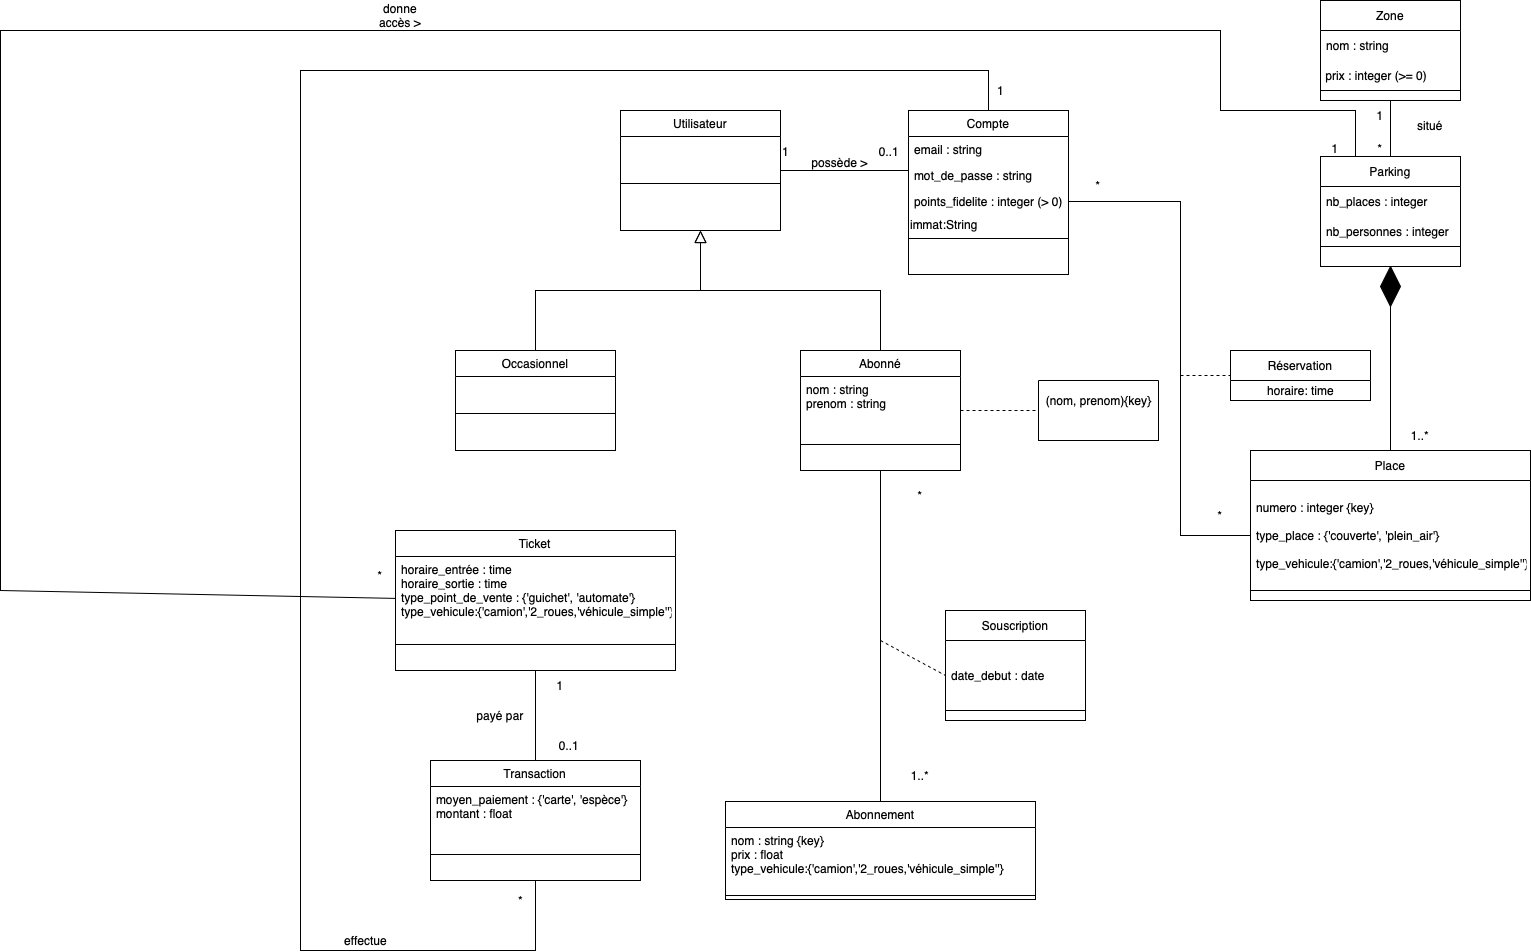 donne
accès >
Zone
nom : string
prix : integer (>= 0)
1
situé
1
*
Parking
nb_places : integer
nb_personnes : integer
1
Utilisateur
1
possède >
0..1
Compte
email : string
mot_de_passe : string
points_fidelite : integer (> 0)
immat:String
*
Occasionnel
Abonné
nom : string
prenom : string
(nom, prenom){key}
Réservation
horaire: time
1..*
Place
numero : integer {key}
type_place : {'couverte', 'plein_air'}
type_vehicule:{'camion','2_roues,'véhicule_simple"}
*
*
Ticket
horaire_entrée : time
horaire_sortie : time
type_point_de_vente : {'guichet', 'automate'}
type_vehicule:{'camion','2_roues,'véhicule_simple"}
*
Souscription
date_debut : date
1
payé par
0..1
Transaction
moyen_paiement : {'carte', 'espèce'}
montant : float
1..*
Abonnement
nom : string {key}
prix : float
type_vehicule:{'camion','2_roues,'véhicule_simple"}
*
effectue